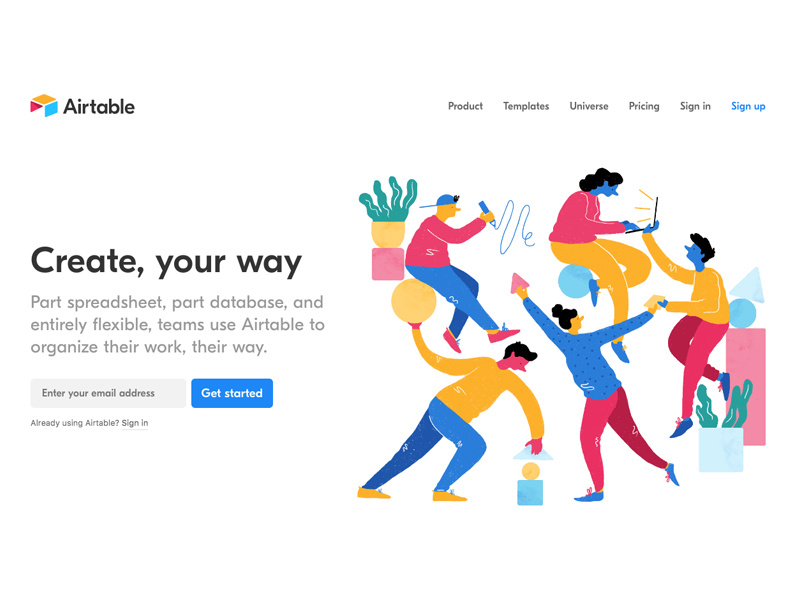 Airtable
Product Templates Universe Pricing Sign in Sign up
Create, your way
Part spreadsheet, part database, and
entirely flexible, teams use Airtable to
organize their work, their way.
Enter your email address Get started
Already using Airtable? Sign in